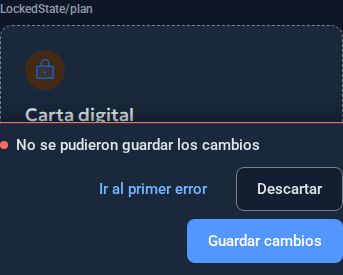 LockedState/plan
Carta digital
No se pudieron guardar los cambios
Ir al primer error
Descartar
Guardar cambios